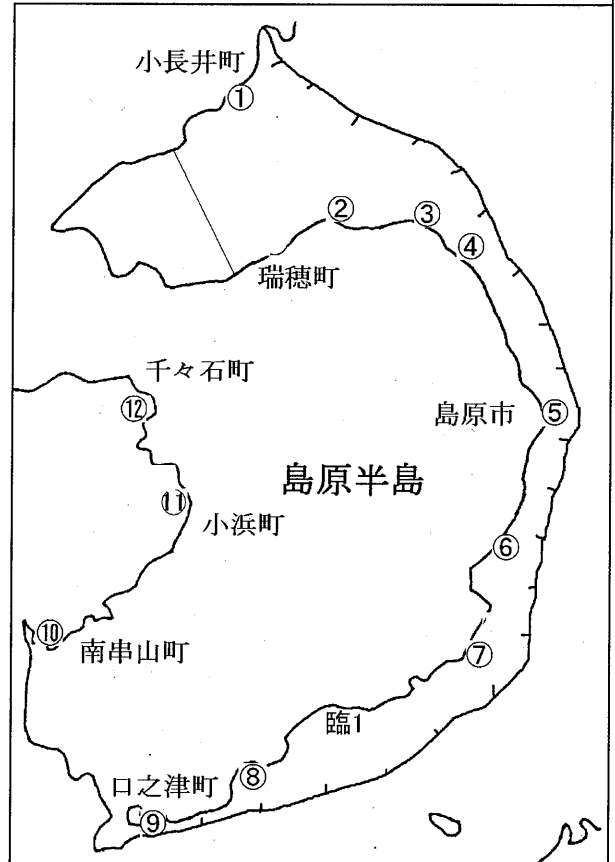 小長井町
①
②
③
④
瑞穂町
千々石町
⑫
島原市
⑤
島原半島
⑪
小浜町
⑥
⑩
南串山町
⑦
臨1
⑧
口之津町
⑨